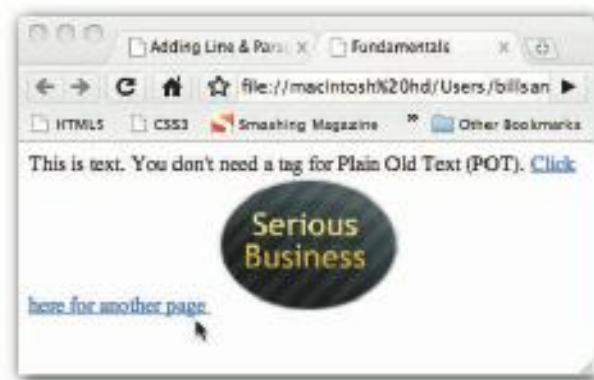 Adding Line & Para
Fundamentals
file://macintosh%20hd/Users/billsan
HTML5
CSS3
Smashing Magazine
»
Other Bookmarks
This is text. You don't need a tag for Plain Old Text (POT). Click
Serious
Business
here for another page